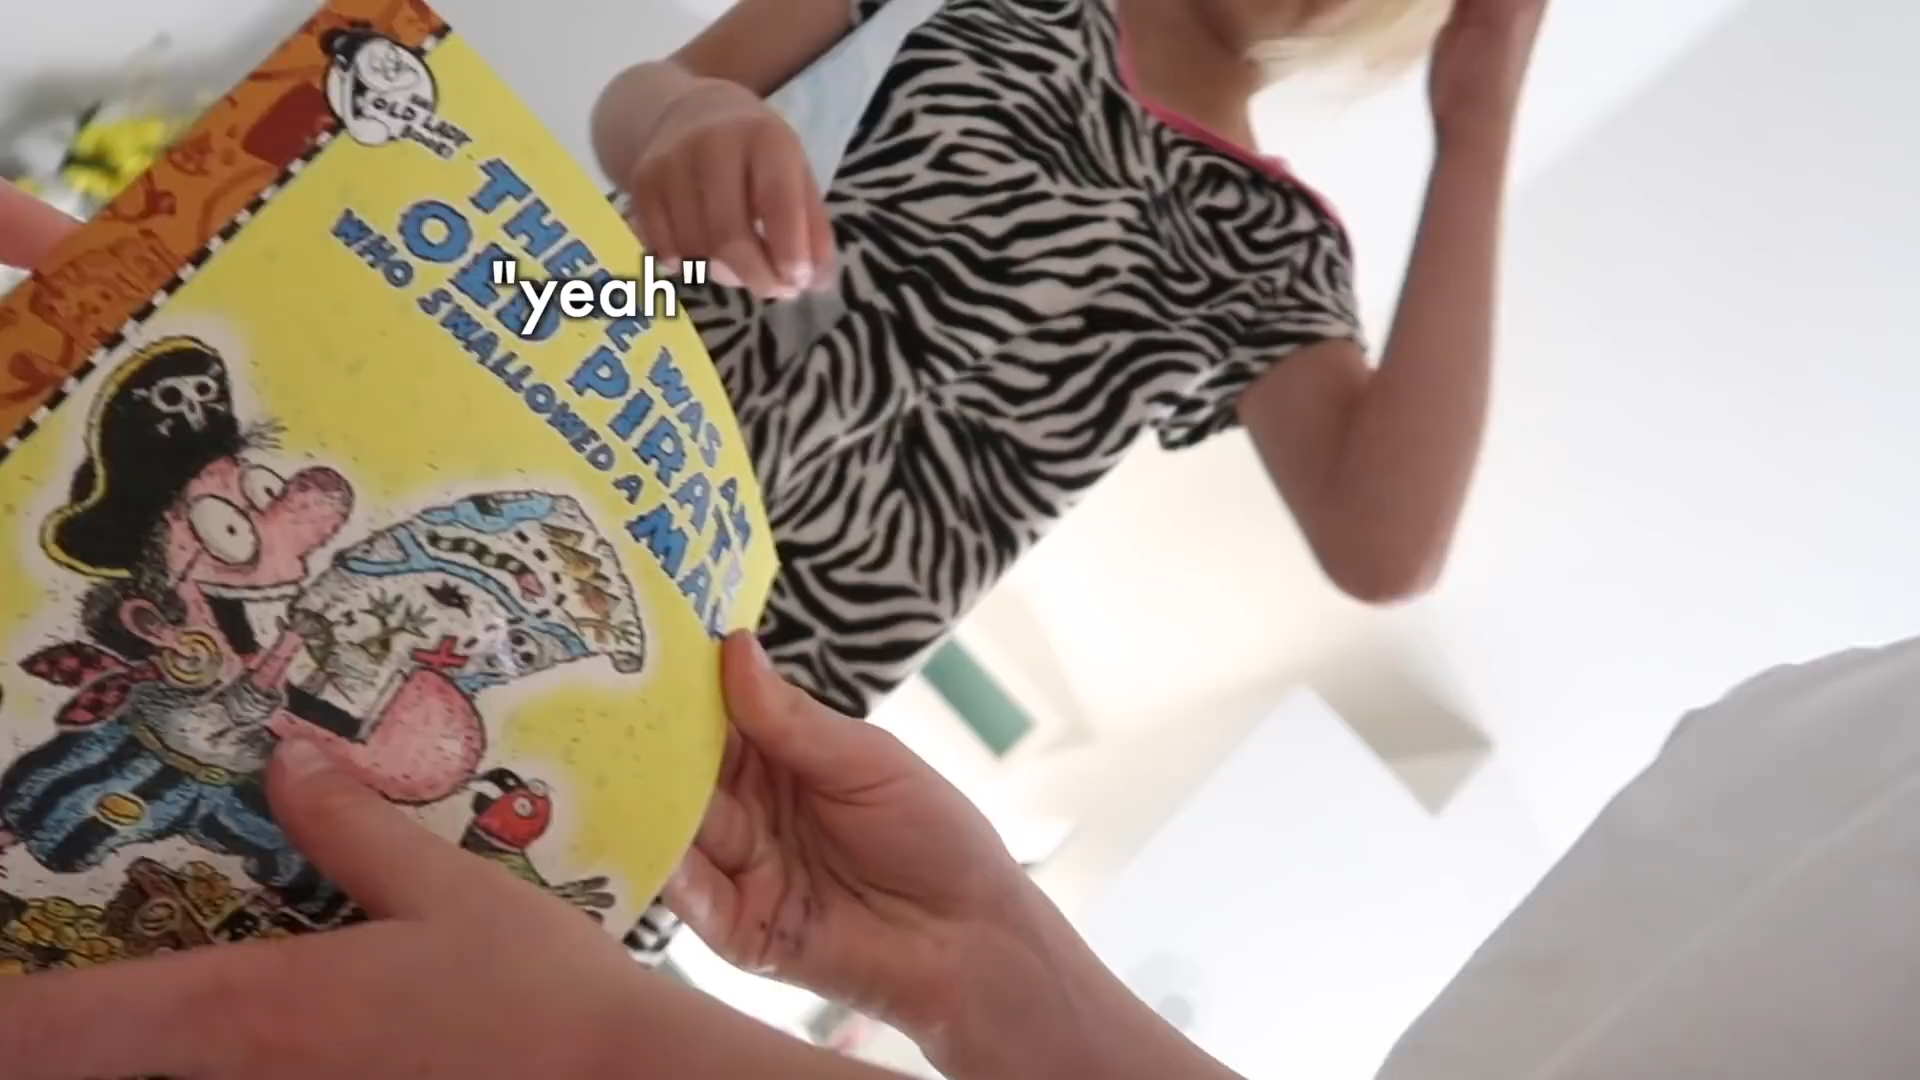 OLD LADY
THERE WAS AN
OLD PIRATE
WHO SWALLOWED A MAP
"yeah"